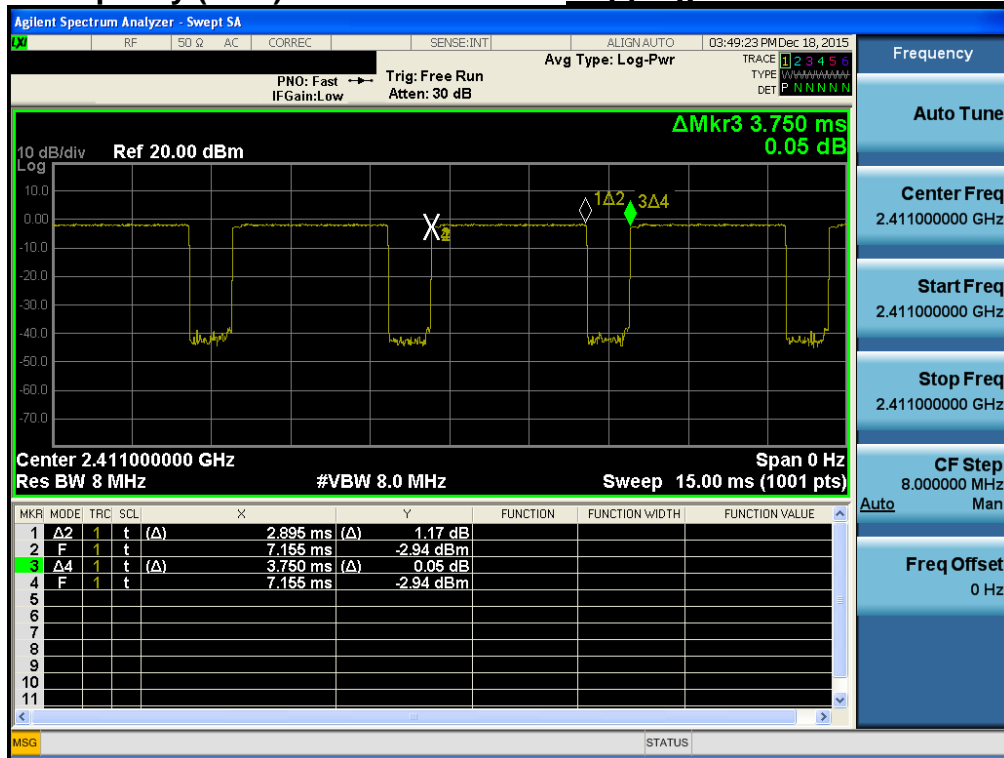 Agilent Spectrum Analyzer - Swept SA
LXI RF 50 Ω AC CORREC SENSE:INT ALIGNAUTO 03:49:23 PM Dec 18, 2015
PNO: Fast
IFGain:Low
Trig: Free Run
Atten: 30 dB
Avg Type: Log-Pwr
TRACE 1 2 3 4 5 6
TYPE
DET P N N N N N
ΔMkr3 3.750 ms
0.05 dB
10 dB/div Ref 20.00 dBm
Log
10.0
0.00
-10.0
-20.0
-30.0
-40.0
-50.0
-60.0
-70.0
X
1Δ2
3Δ4
Center 2.411000000 GHz Span 0 Hz
Res BW 8 MHz #VBW 8.0 MHz Sweep 15.00 ms (1001 pts)
MKR MODE TRC SCL X Y FUNCTION FUNCTION WIDTH FUNCTION VALUE
1 Δ2 1 t (Δ) 2.895 ms (Δ) 1.17 dB
2 F 1 t 7.155 ms -2.94 dBm
3 Δ4 1 t (Δ) 3.750 ms (Δ) 0.05 dB
4 F 1 t 7.155 ms -2.94 dBm
5
6
7
8
9
10
11
MSG STATUS
Frequency
Auto Tune
Center Freq
2.411000000 GHz
Start Freq
2.411000000 GHz
Stop Freq
2.411000000 GHz
CF Step
8.000000 MHz
Auto Man
Freq Offset
0 Hz